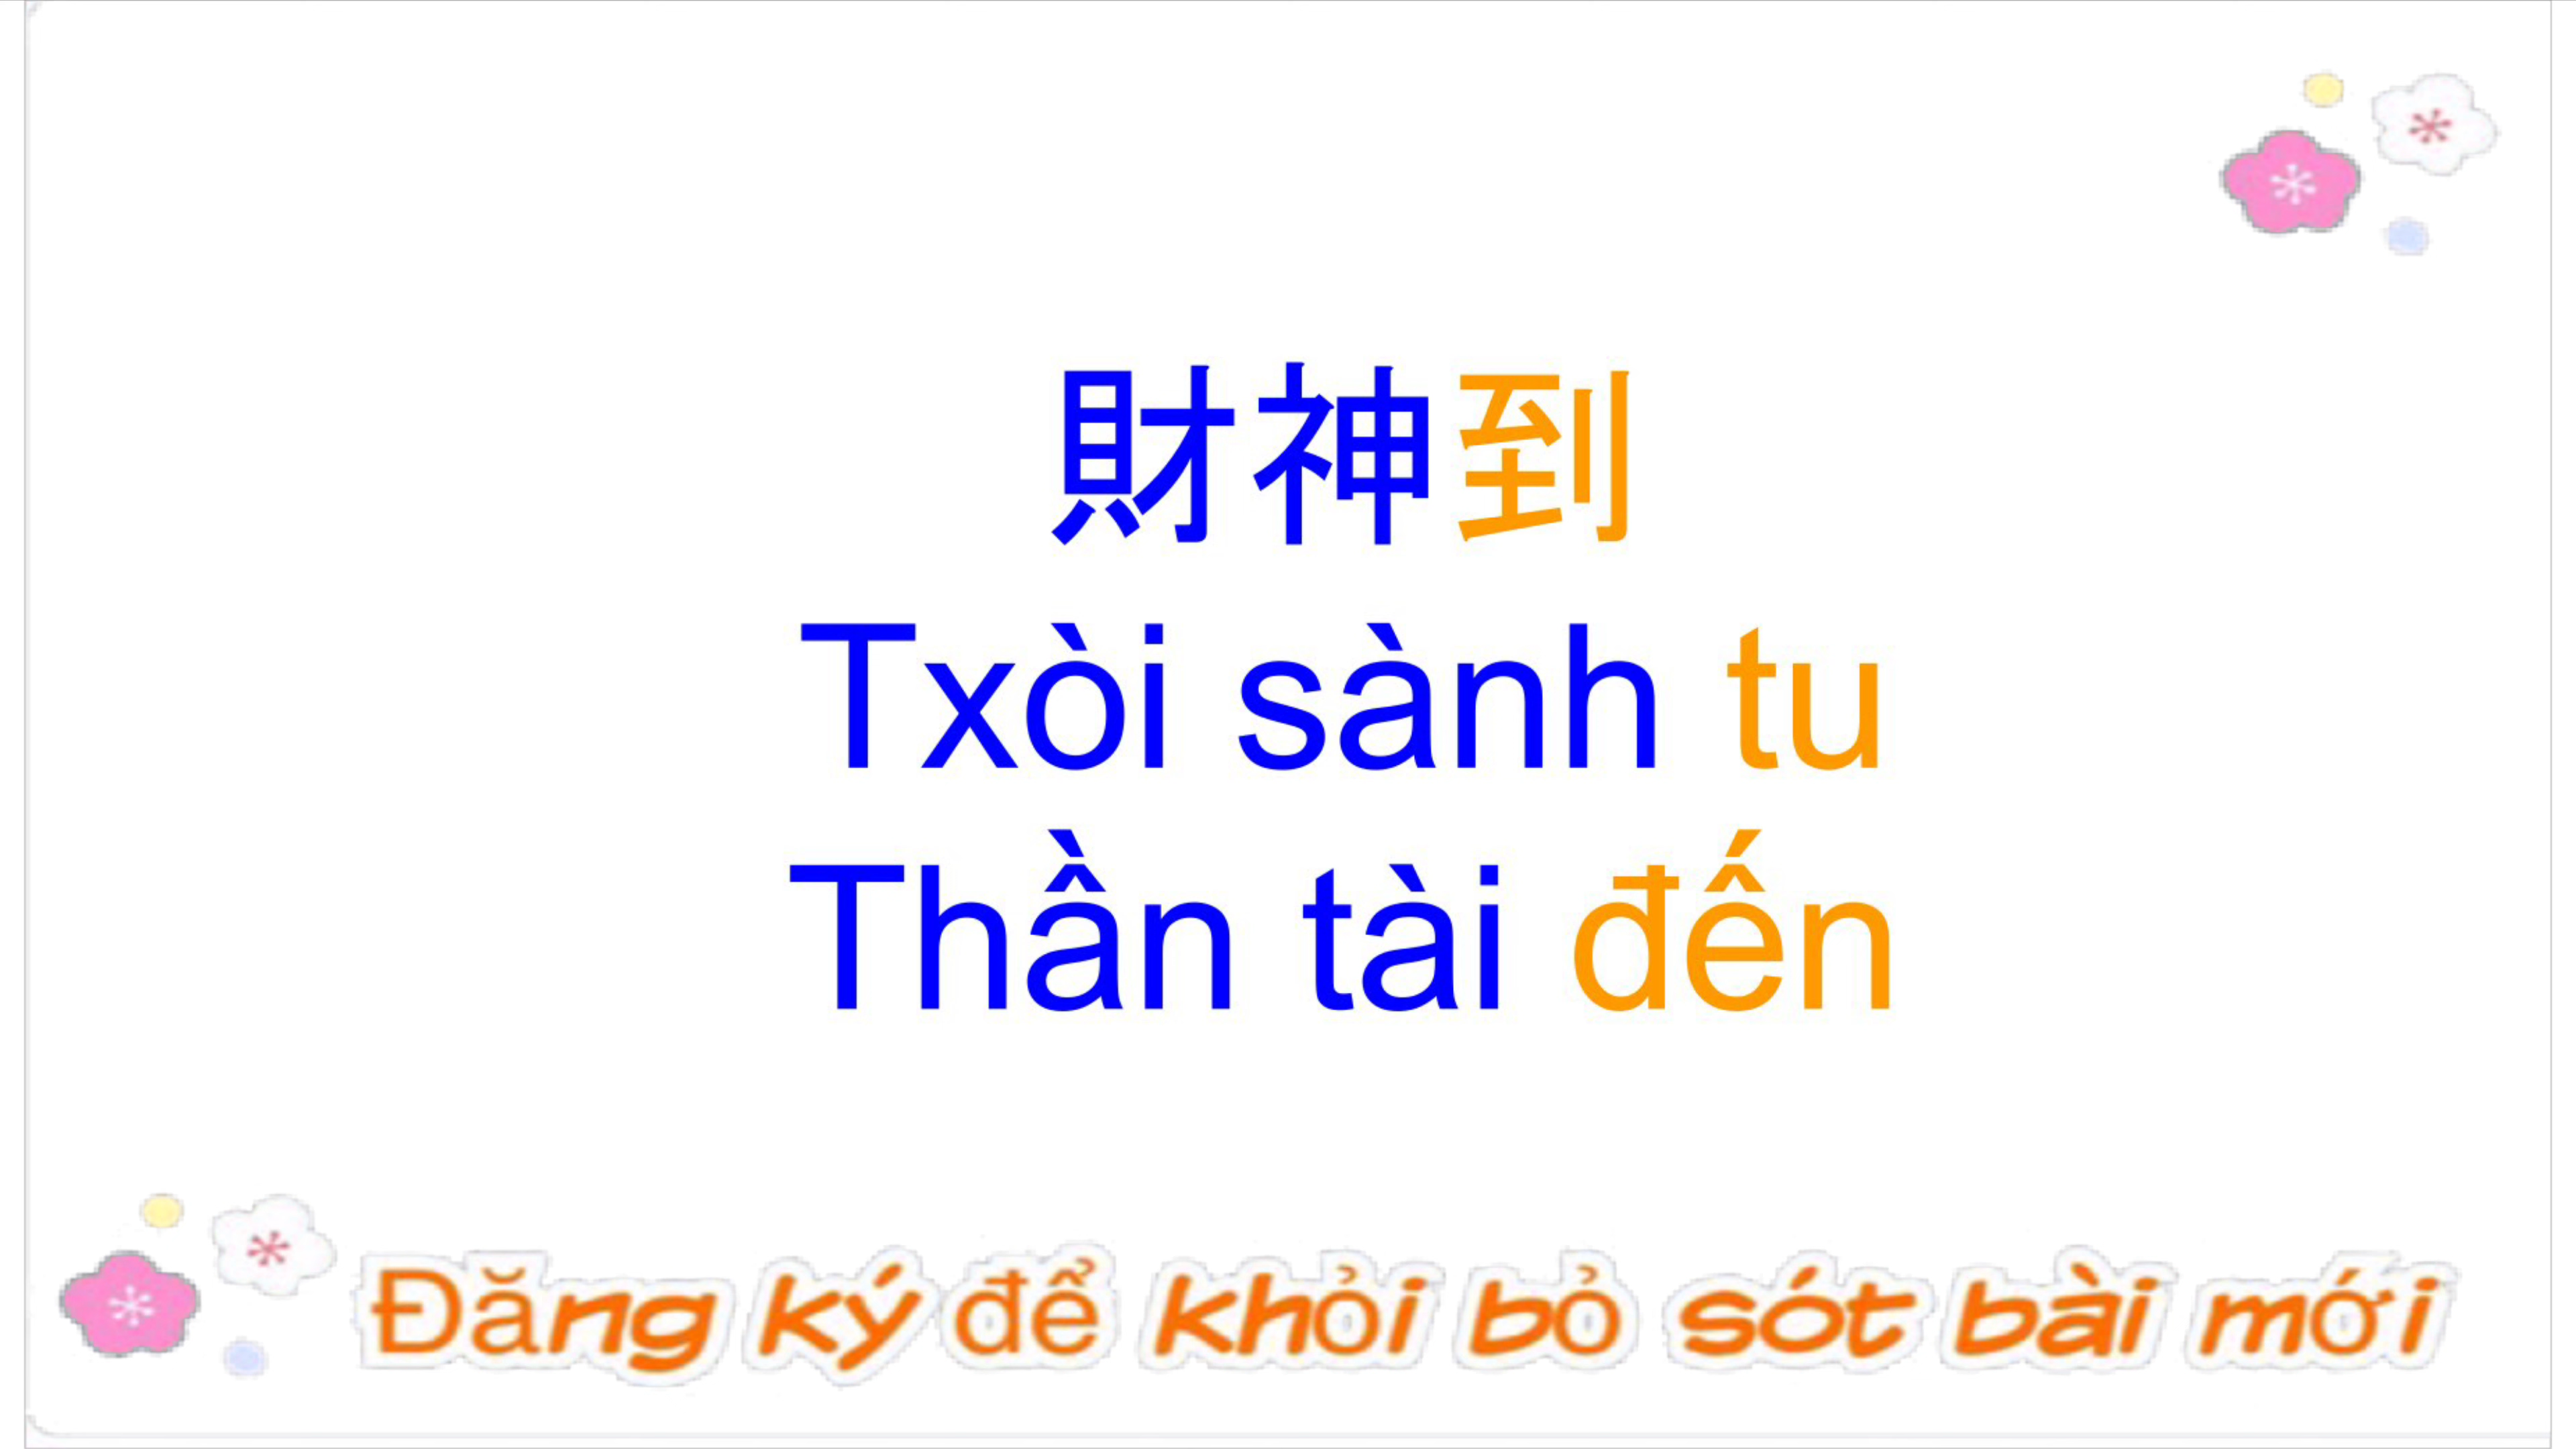 財神到
Txòi sành tu
Thần tài đến
Đăng ký để khỏi bỏ sót bài mới